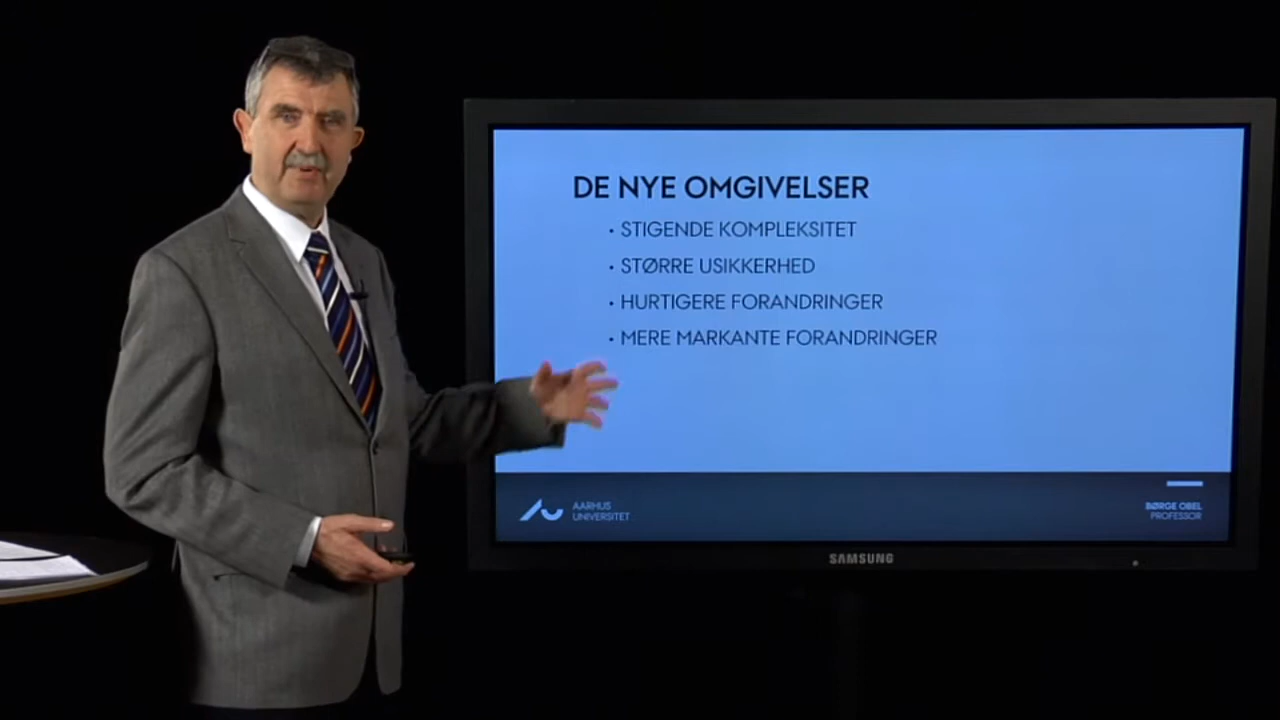 DE NYE OMGIVELSER
• STIGENDE KOMPLEKSITET
• STØRRE USIKKERHED
• HURTIGERE FORANDRINGER
• MERE MARKANTE FORANDRINGER
AARHUS
UNIVERSITET
BØRGE OBEL
PROFESSOR
SAMSUNG